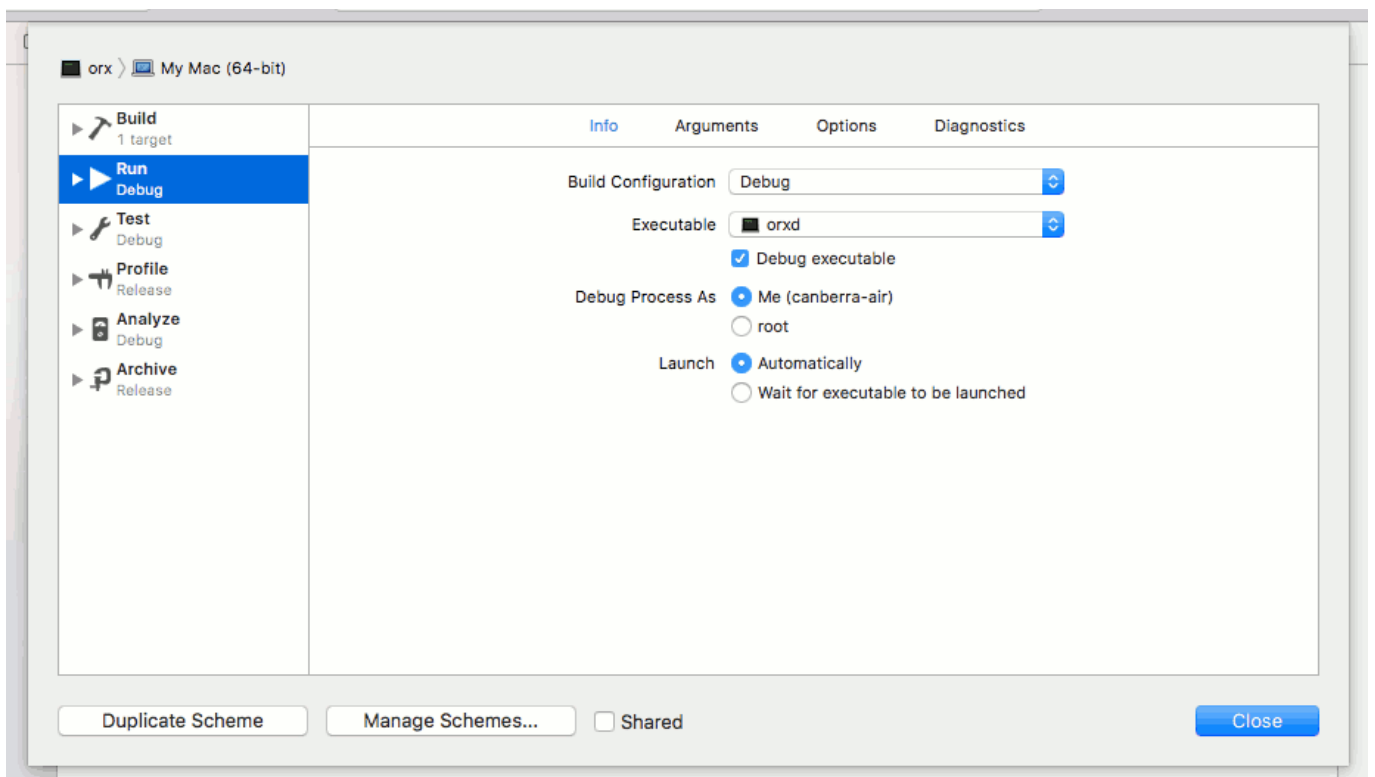 orx 〉 My Mac (64-bit)
Build
1 target
Run
Debug
Test
Debug
Profile
Release
Analyze
Debug
Archive
Release
Info Arguments Options Diagnostics
Build Configuration Debug
Executable orxd
Debug executable
Debug Process As Me (canberra-air)
root
Launch Automatically
Wait for executable to be launched
Duplicate Scheme Manage Schemes... Shared Close